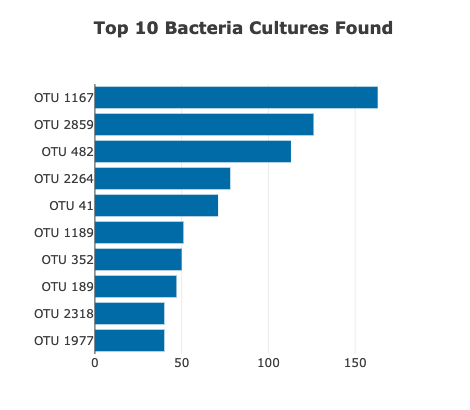 Top 10 Bacteria Cultures Found
OTU 1167
OTU 2859
OTU 482
OTU 2264
OTU 41
OTU 1189
OTU 352
OTU 189
OTU 2318
OTU 1977
0 50 100 150